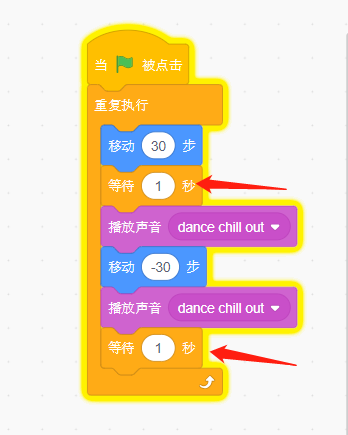 当 被点击
重复执行
移动 30 步
等待 1 秒
播放声音 dance chill out
移动 -30 步
播放声音 dance chill out
等待 1 秒